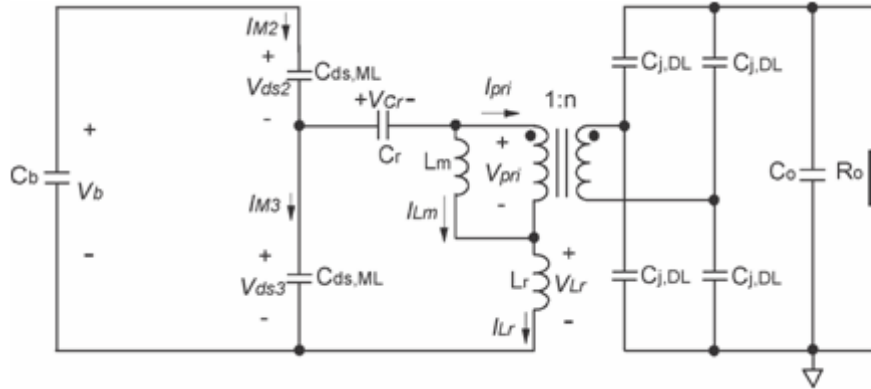 IM2
+
Vds2
-
Cds,ML
+VCr-
Cr
Ipri
1:n
Cj,DL
Cj,DL
Cb
+
Vb
-
IM3
Lm
ILm
+
Vpri
-
Co
Ro
+
Vds3
-
Cds,ML
Lr
+
VLr
-
ILr
Cj,DL
Cj,DL